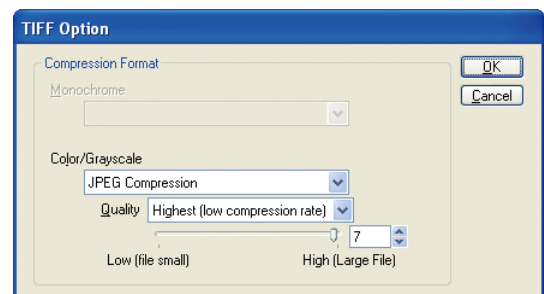 TIFF Option
Compression Format
OK
Monochrome
Cancel
Color/Grayscale
JPEG Compression
Quality Highest (low compression rate)
7
Low (file small) High (Large File)